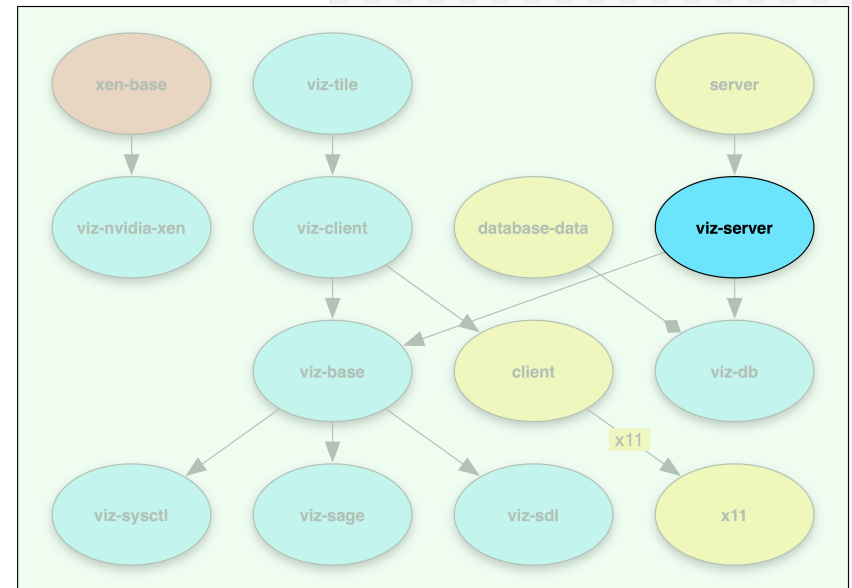 xen-base
viz-tile
server
viz-nvidia-xen
viz-client
database-data
viz-server
viz-base
client
viz-db
x11
viz-sysctl
viz-sage
viz-sdl
x11